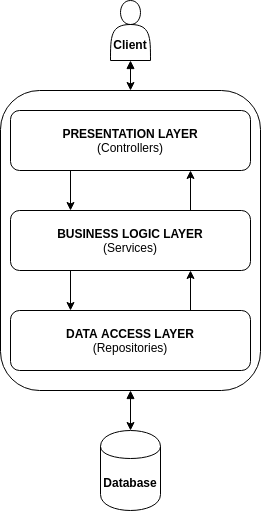 Client
PRESENTATION LAYER
(Controllers)
BUSINESS LOGIC LAYER
(Services)
DATA ACCESS LAYER
(Repositories)
Database